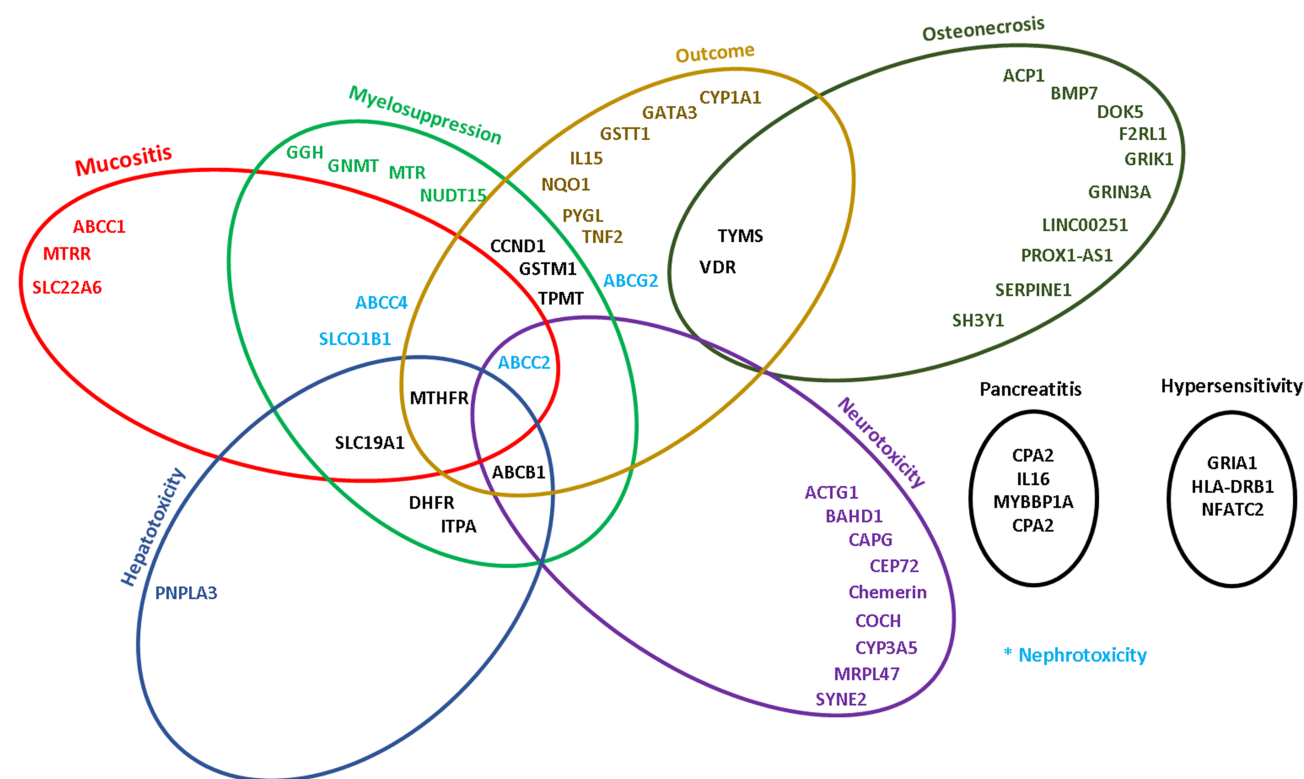 Osteonecrosis
Outcome
Myelosuppression
Mucositis
ACP1
BMP7
DOK5
F2RL1
GRIK1
GRIN3A
LINC00251
PROX1-AS1
SERPINE1
SH3Y1
CYP1A1
GATA3
GSTT1
IL15
NQO1
PYGL
TNF2
ABCG2
TYMS
VDR
GGH
GNMT
MTR
NUDT15
CCND1
GSTM1
TPMT
ABCC1
MTRR
SLC22A6
ABCC4
SLCO1B1
ABCC2
MTHFR
SLC19A1
ABCB1
DHFR
ITPA
Hepatotoxicity
PNPLA3
Neurotoxicity
ACTG1
BAHD1
CAPG
CEP72
Chemerin
COCH
CYP3A5
MRPL47
SYNE2
Pancreatitis
CPA2
IL16
MYBBP1A
CPA2
Hypersensitivity
GRIA1
HLA-DRB1
NFATC2
* Nephrotoxicity